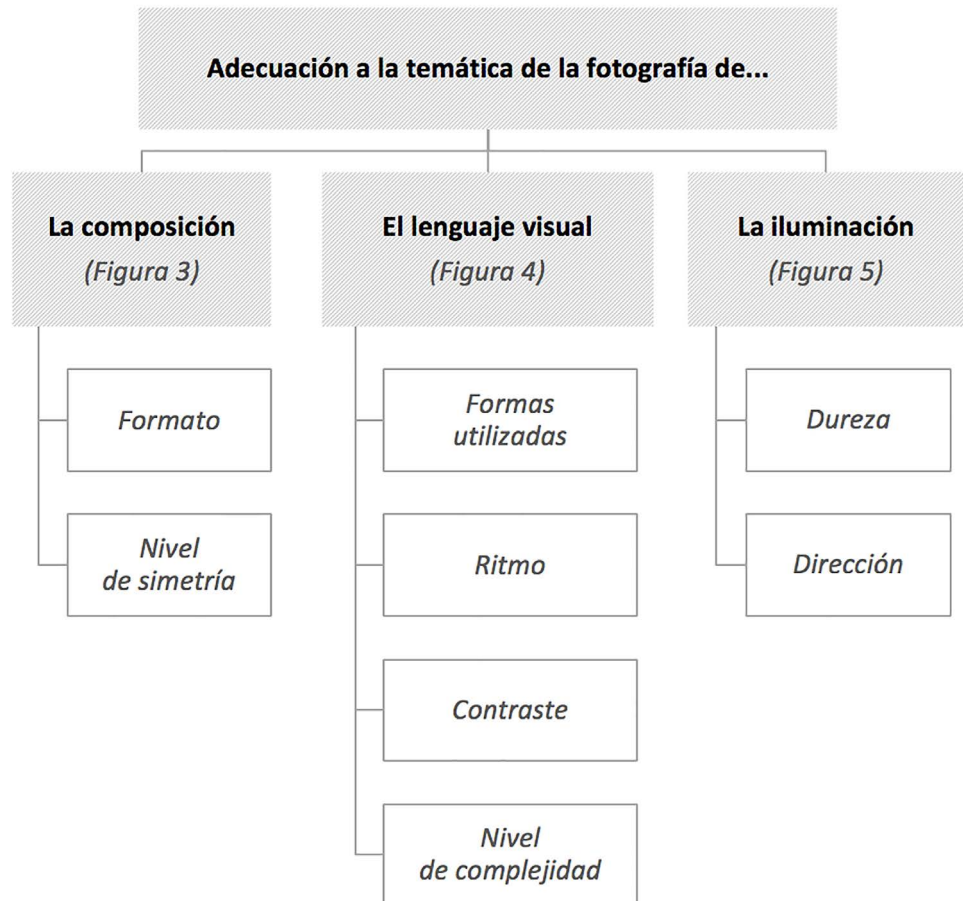 Adecuación a la temática de la fotografía de...
La composición
(Figura 3)
Formato
Nivel
de simetría
El lenguaje visual
(Figura 4)
Formas
utilizadas
Ritmo
Contraste
Nivel
de complejidad
La iluminación
(Figura 5)
Dureza
Dirección